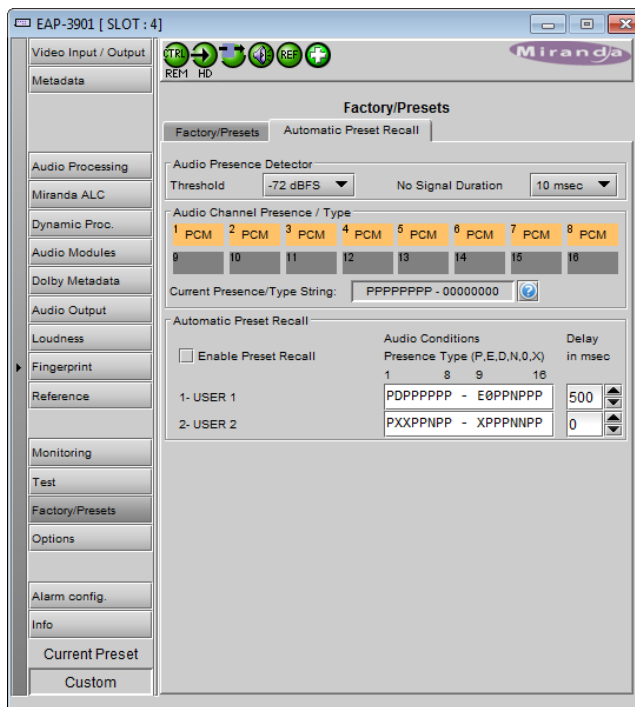 EAP-3901 [ SLOT : 4]
Video Input / Output
Metadata
Audio Processing
Miranda ALC
Dynamic Proc.
Audio Modules
Dolby Metadata
Audio Output
Loudness
Fingerprint
Reference
Monitoring
Test
Factory/Presets
Options
Alarm config.
Info
Current Preset
Custom
CTRL REF
REM HD
Miranda
Factory/Presets
Factory/Presets Automatic Preset Recall
Audio Presence Detector
Threshold -72 dBFS No Signal Duration 10 msec
Audio Channel Presence / Type
1 PCM 2 PCM 3 PCM 4 PCM 5 PCM 6 PCM 7 PCM 8 PCM
9 10 11 12 13 14 15 16
Current Presence/Type String: PPPPPPPP - 00000000 ?
Automatic Preset Recall
Audio Conditions Delay
Enable Preset Recall Presence Type (P,E,D,N,0,X) in msec
1 8 9 16
1- USER 1 PDPPPPPP - E0PPNPPP 500
2- USER 2 PXXPPNPP - XPPPNNPP 0